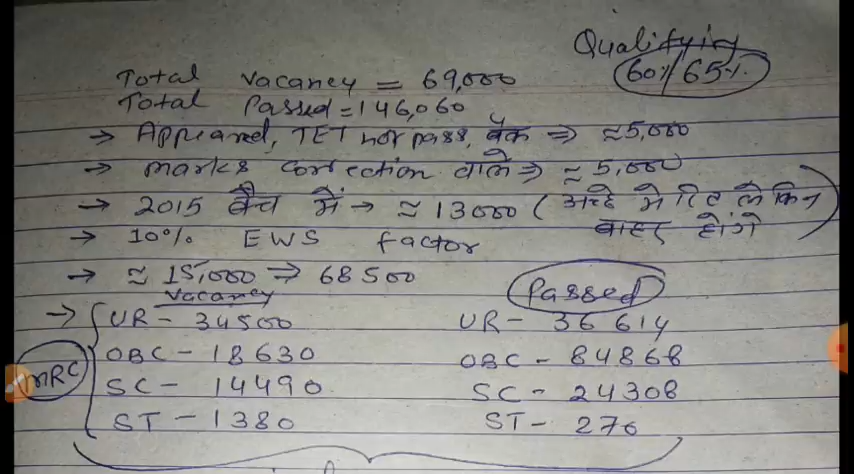 Qualifying
60%/65%
Total Vacancy = 69,000
Total Passed = 146,060
→ Appeared, TET not pass, बैक ⇒ ≈5,000
→ marks correction वाले ⇒ ≈5,000
→ 2015 बैच में → ≈13000 (अच्छे मेरिट लेकिन
बाहर होंगे)
→ 10% EWS factor
→ ≈15,000 ⇒ 68500
Vacancy
Passed
→ UR - 34500 UR - 36614
OBC - 18630 OBC - 84868
MRC
SC - 14490 SC - 24308
ST - 1380 ST - 270